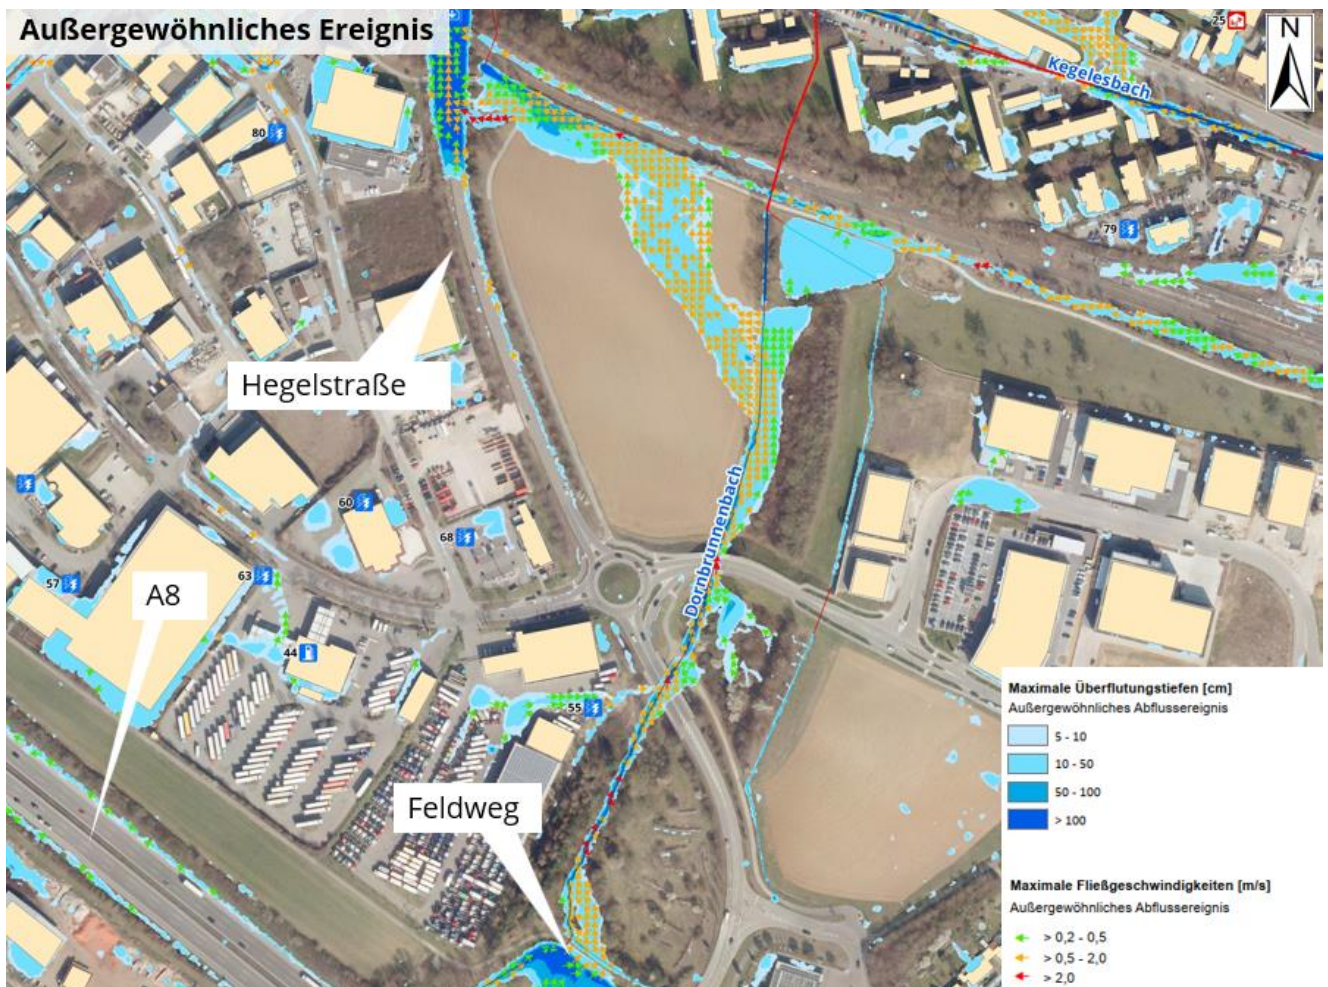 Außergewöhnliches Ereignis
25
N
Kegelesbach
80
79
Hegelstraße
60
68
Dornbrunnenbach
57
63
A8
44
55
Feldweg
Maximale Überflutungstiefen [cm]
Außergewöhnliches Abflussereignis
5 - 10
10 - 50
50 - 100
> 100
Maximale Fließgeschwindigkeiten [m/s]
Außergewöhnliches Abflussereignis
> 0,2 - 0,5
> 0,5 - 2,0
> 2,0